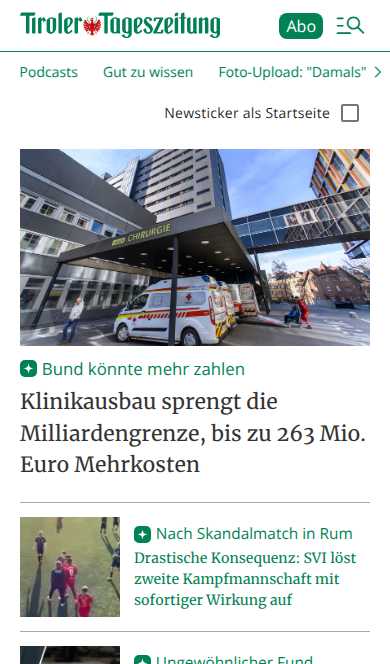 Tiroler Tageszeitung
Abo
Podcasts Gut zu wissen Foto-Upload: "Damals"
Newsticker als Startseite
CHIRURGIE
Bund könnte mehr zahlen
Klinikausbau sprengt die
Milliardengrenze, bis zu 263 Mio.
Euro Mehrkosten
Nach Skandalmatch in Rum
Drastische Konsequenz: SVI löst
zweite Kampfmannschaft mit
sofortiger Wirkung auf
Ungewöhnlicher Fund